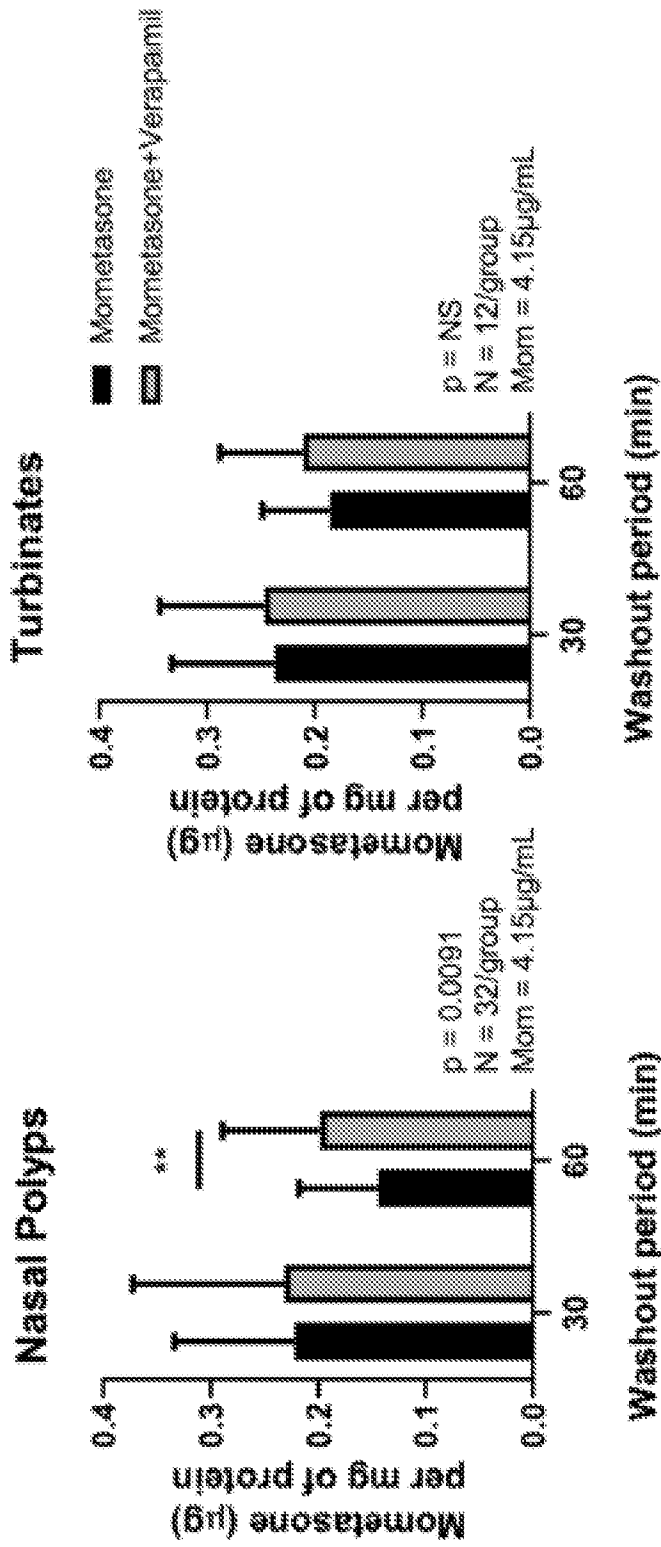 Nasal Polyps
Mometasone (µg)
per mg of protein
0.4
0.3
0.2
0.1
0.0
**
30
60
Washout period (min)
p = 0.0091
N = 32/group
Mom = 4.15µg/mL
Turbinates
Mometasone (µg)
per mg of protein
0.4
0.3
0.2
0.1
0.0
30
60
Washout period (min)
p = NS
N = 12/group
Mom = 4.15µg/mL
Mometasone
Mometasone+Verapamil